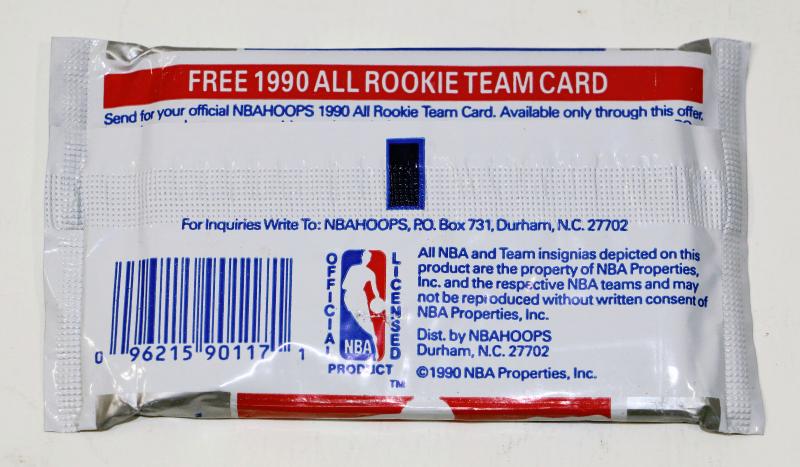 FREE 1990 ALL ROOKIE TEAM CARD
Send for your official NBAHOOPS 1990 All Rookie Team Card. Available only through this offer.
For Inquiries Write To: NBAHOOPS, P.O. Box 731, Durham, N.C. 27702
0 96215 90117 1
OFFICIAL
NBA
LICENSED
PRODUCT
TM
All NBA and Team insignias depicted on this
product are the property of NBA Properties,
Inc. and the respective NBA teams and may
not be reproduced without written consent of
NBA Properties, Inc.
Dist. by NBAHOOPS
Durham, N.C. 27702
©1990 NBA Properties, Inc.